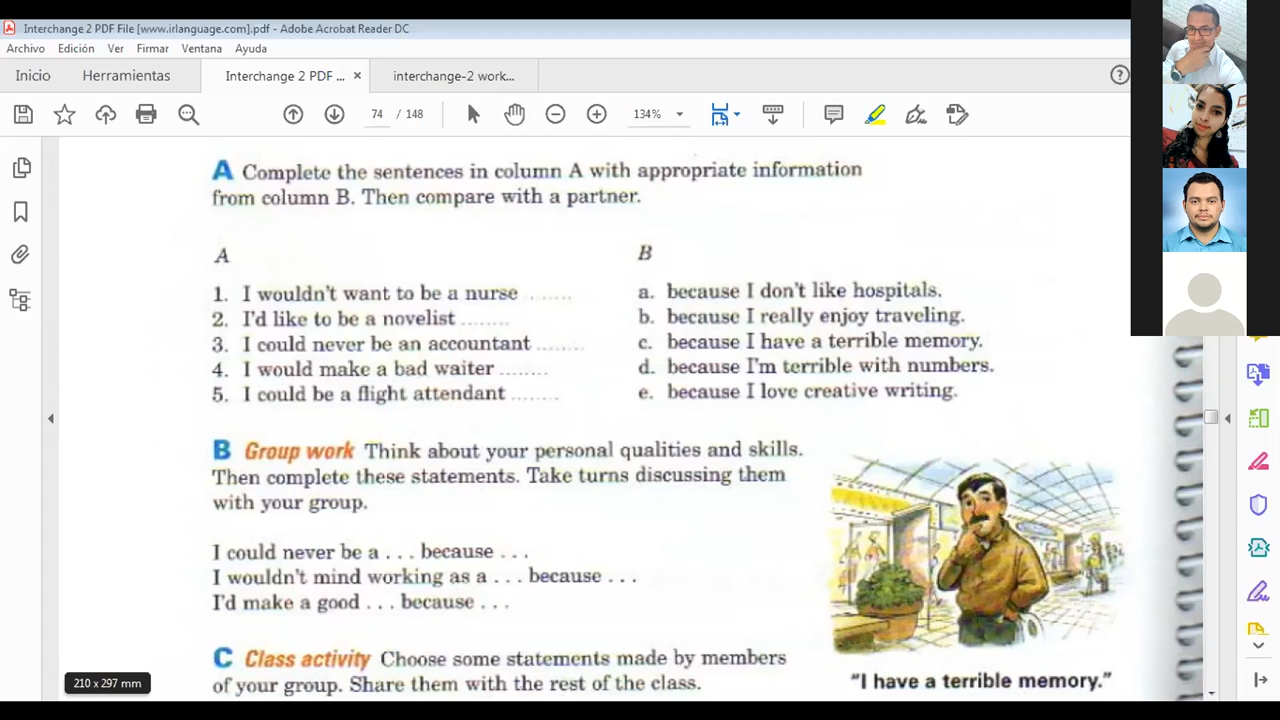 Interchange 2 PDF File [www.irlanguage.com].pdf - Adobe Acrobat Reader DC
Archivo Edición Ver Firmar Ventana Ayuda
Inicio Herramientas Interchange 2 PDF ... × interchange-2 work...
74 / 148 134%
A Complete the sentences in column A with appropriate information
from column B. Then compare with a partner.
A B
1. I wouldn't want to be a nurse ........ a. because I don't like hospitals.
2. I'd like to be a novelist ........ b. because I really enjoy traveling.
3. I could never be an accountant ........ c. because I have a terrible memory.
4. I would make a bad waiter ........ d. because I'm terrible with numbers.
5. I could be a flight attendant ........ e. because I love creative writing.
B Group work Think about your personal qualities and skills.
Then complete these statements. Take turns discussing them
with your group.
I could never be a . . . because . . .
I wouldn't mind working as a . . . because . . .
I'd make a good . . . because . . .
C Class activity Choose some statements made by members
of your group. Share them with the rest of the class.
"I have a terrible memory."
210 x 297 mm